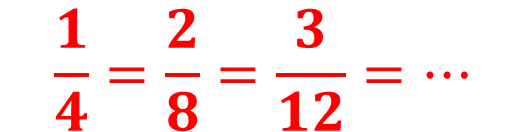 1/4 = 2/8 = 3/12 = ⋯